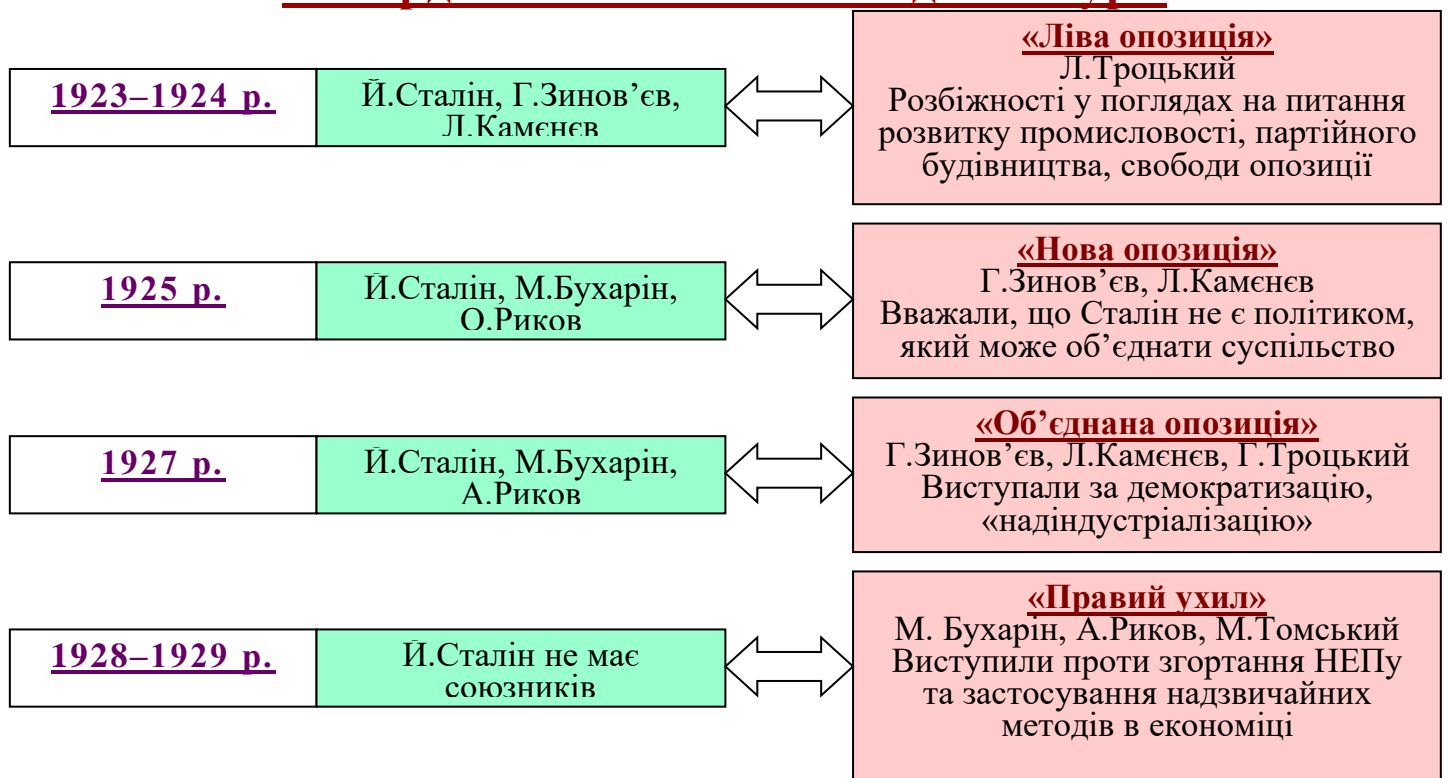 1923–1924 р.
Й.Сталін, Г.Зинов’єв,
Л.Камєнєв
«Ліва опозиція»
Л.Троцький
Розбіжності у поглядах на питання
розвитку промисловості, партійного
будівництва, свободи опозиції
1925 р.
Й.Сталін, М.Бухарін,
О.Риков
«Нова опозиція»
Г.Зинов’єв, Л.Камєнєв
Вважали, що Сталін не є політиком,
який може об’єднати суспільство
1927 р.
Й.Сталін, М.Бухарін,
А.Риков
«Об’єднана опозиція»
Г.Зинов’єв, Л.Камєнєв, Г.Троцький
Виступали за демократизацію,
«надіндустріалізацію»
1928–1929 р.
Й.Сталін не має
союзників
«Правий ухил»
М. Бухарін, А.Риков, М.Томський
Виступили проти згортання НЕПу
та застосування надзвичайних
методів в економіці